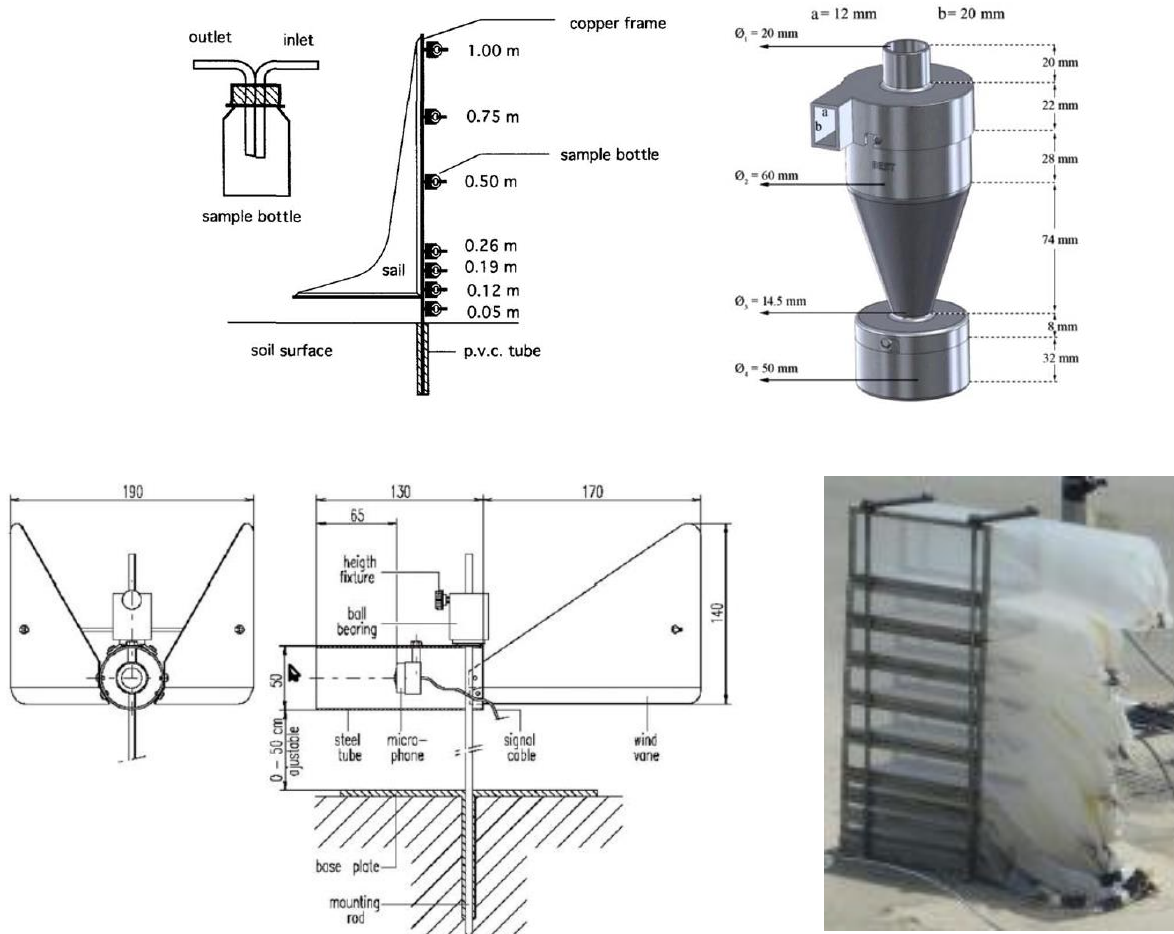 outlet
inlet
sample bottle
copper frame
1.00 m
0.75 m
sample bottle
0.50 m
0.26 m
sail
0.19 m
0.12 m
0.05 m
soil surface
p.v.c. tube
a= 12 mm
b= 20 mm
Ø1 = 20 mm
20 mm
22 mm
a
b
28 mm
BEST
Ø2 = 60 mm
74 mm
Ø3 = 14.5 mm
8 mm
32 mm
Ø4 = 50 mm
190
130
170
65
heigth
fixture
ball
bearing
140
50
0 – 50 cm
ajustable
steel
tube
micro–
phone
signal
cable
wind
vane
base plate
mounting
rod